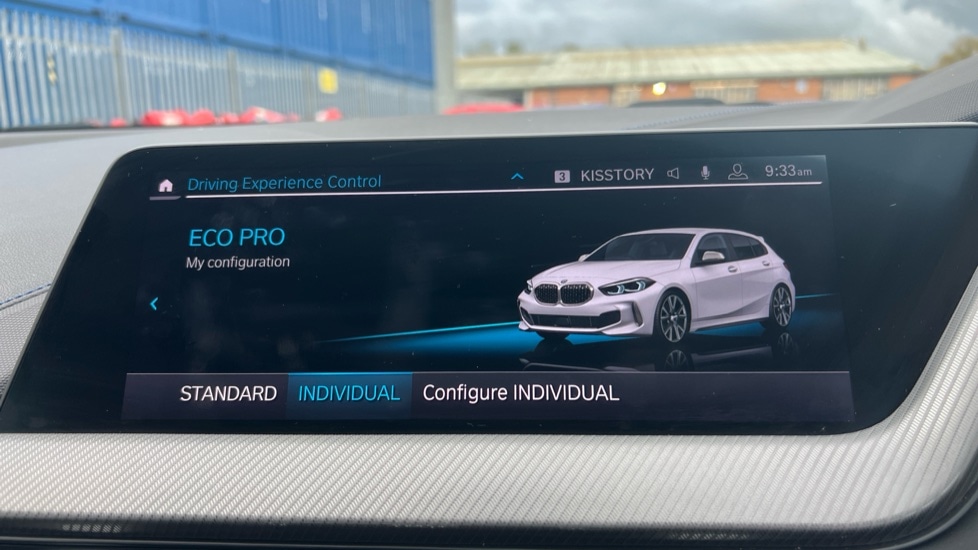 Driving Experience Control 3 KISSTORY 9:33am
ECO PRO
My configuration
STANDARD INDIVIDUAL Configure INDIVIDUAL